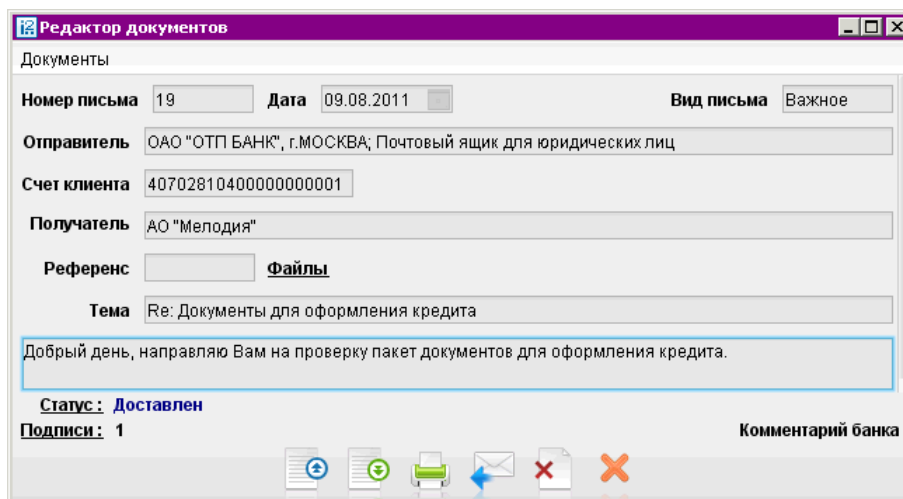 Редактор документов
Документы
Номер письма 19 Дата 09.08.2011 Вид письма Важное
Отправитель ОАО "ОТП БАНК", г.МОСКВА; Почтовый ящик для юридических лиц
Счет клиента 40702810400000000001
Получатель АО "Мелодия"
Референс Файлы
Тема Re: Документы для оформления кредита
Добрый день, направляю Вам на проверку пакет документов для оформления кредита.
Статус: Доставлен
Подписи: 1 Комментарий банка